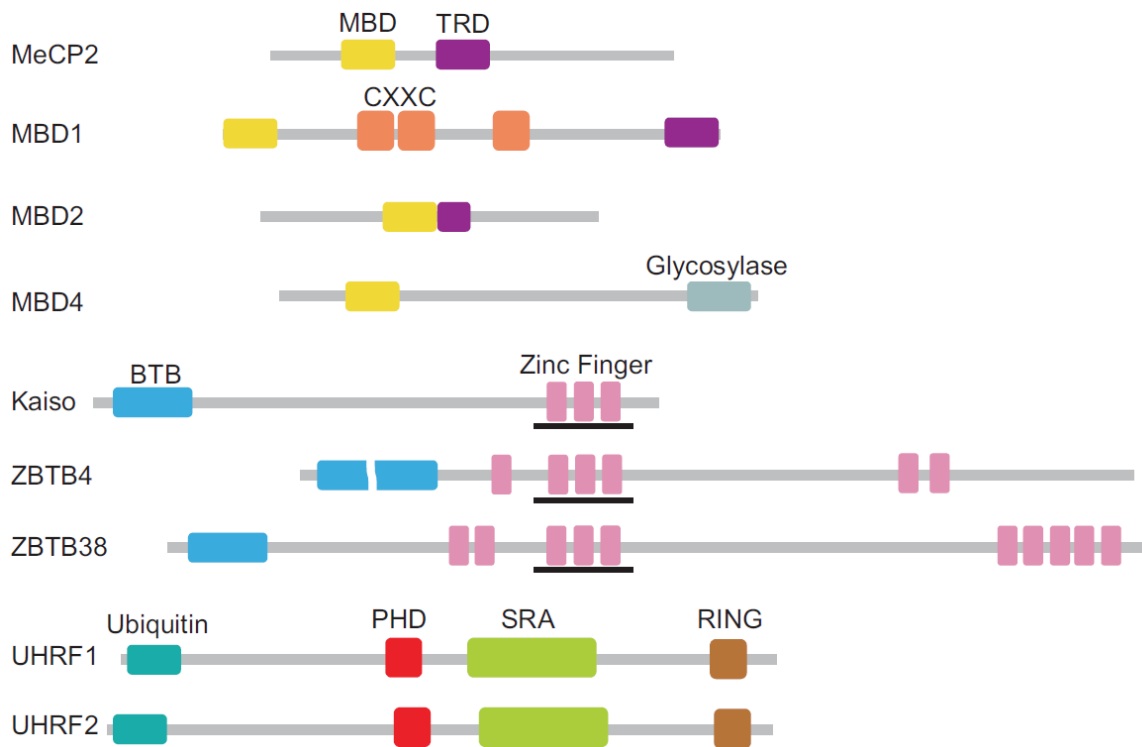 MBD TRD
MeCP2
CXXC
MBD1
MBD2
Glycosylase
MBD4
BTB Zinc Finger
Kaiso
ZBTB4
ZBTB38
Ubiquitin PHD SRA RING
UHRF1
UHRF2